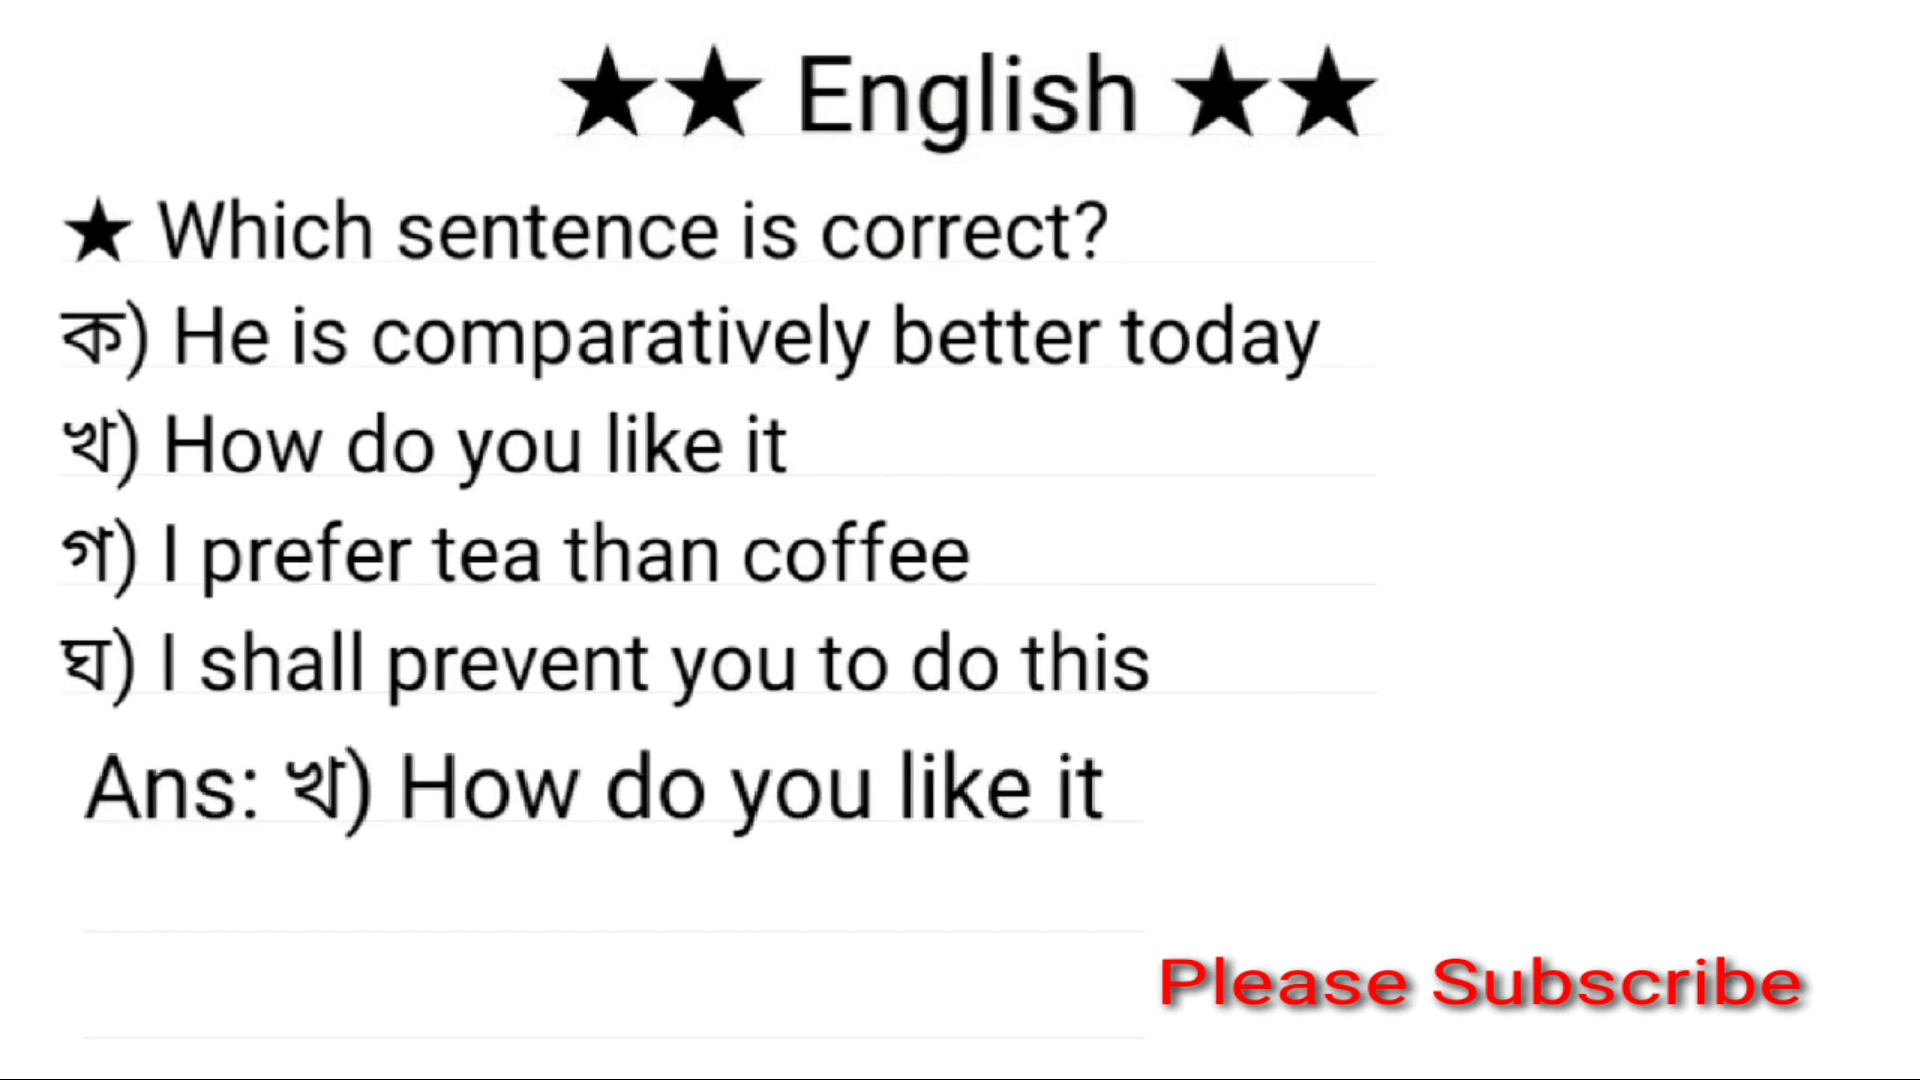 ★★ English ★★
★ Which sentence is correct?
ক) He is comparatively better today
খ) How do you like it
গ) I prefer tea than coffee
ঘ) I shall prevent you to do this
Ans: খ) How do you like it
Please Subscribe